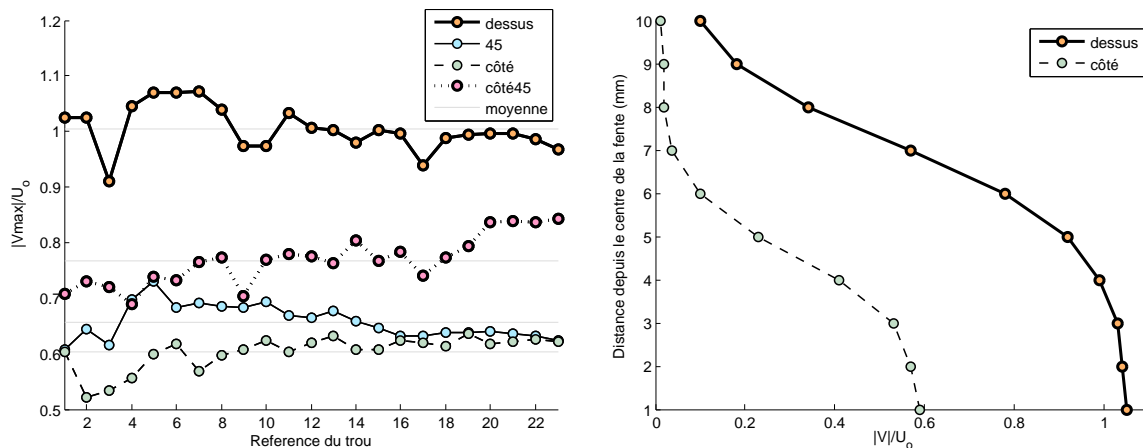 1.2
1.1
1
0.9
0.8
0.7
0.6
0.5
|Vmax|/U₀
2 4 6 8 10 12 14 16 18 20 22
Reference du trou
dessus
45
côté
côté45
moyenne
10
9
8
7
6
5
4
3
2
1
Distance depuis le centre de la fente (mm)
0 0.2 0.4 0.6 0.8 1
|V|/U₀
dessus
côté